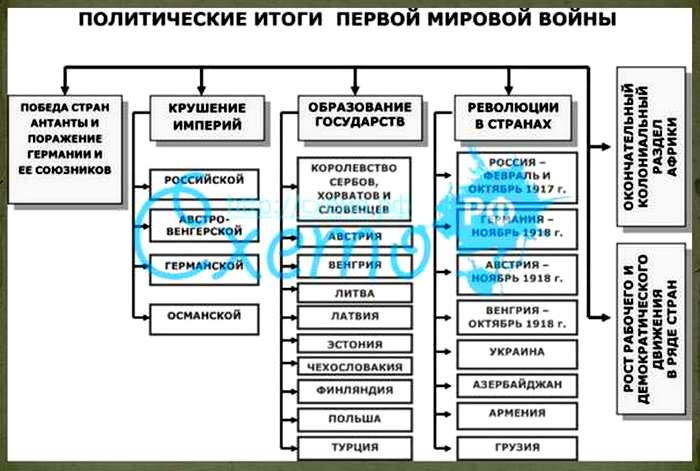 ПОЛИТИЧЕСКИЕ ИТОГИ ПЕРВОЙ МИРОВОЙ ВОЙНЫ
ПОБЕДА СТРАН
АНТАНТЫ И
ПОРАЖЕНИЕ
ГЕРМАНИИ И
ЕЕ СОЮЗНИКОВ
КРУШЕНИЕ
ИМПЕРИЙ
РОССИЙСКОЙ
АВСТРО-
ВЕНГЕРСКОЙ
ГЕРМАНСКОЙ
ОСМАНСКОЙ
ОБРАЗОВАНИЕ
ГОСУДАРСТВ
КОРОЛЕВСТВО
СЕРБОВ,
ХОРВАТОВ И
СЛОВЕНЦЕВ
АВСТРИЯ
ВЕНГРИЯ
ЛИТВА
ЛАТВИЯ
ЭСТОНИЯ
ЧЕХОСЛОВАКИЯ
ФИНЛЯНДИЯ
ПОЛЬША
ТУРЦИЯ
РЕВОЛЮЦИИ
В СТРАНАХ
РОССИЯ –
ФЕВРАЛЬ И
ОКТЯБРЬ 1917 г.
ГЕРМАНИЯ –
НОЯБРЬ 1918 г.
АВСТРИЯ –
НОЯБРЬ 1918 г.
ВЕНГРИЯ –
ОКТЯБРЬ 1918 г.
УКРАИНА
АЗЕРБАЙДЖАН
АРМЕНИЯ
ГРУЗИЯ
ОКОНЧАТЕЛЬНЫЙ
КОЛОНИАЛЬНЫЙ
РАЗДЕЛ
АФРИКИ
РОСТ РАБОЧЕГО И
ДЕМОКРАТИЧЕСКОГО
ДВИЖЕНИЯ
В РЯДЕ СТРАН
Схемо
РФ